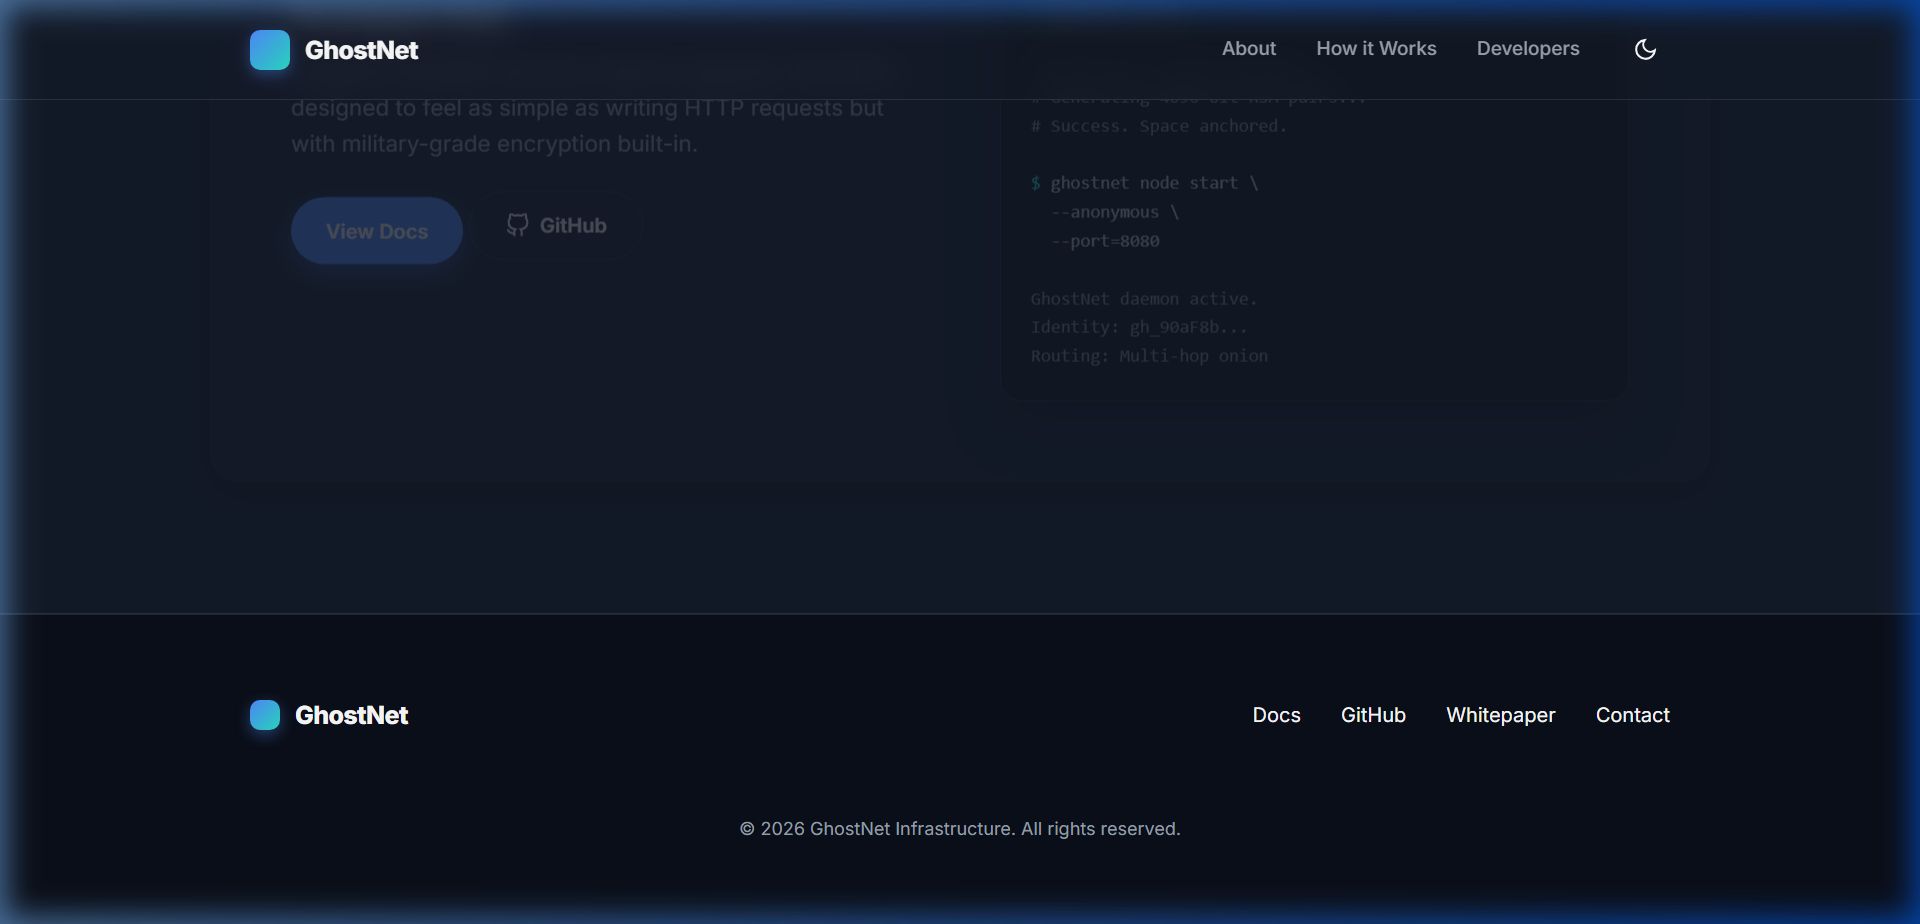 GhostNet
About
How it Works
Developers
designed to feel as simple as writing HTTP requests but
with military-grade encryption built-in.
View Docs
GitHub
# Success. Space anchored.
$ ghostnet node start \
--anonymous \
--port=8080
GhostNet daemon active.
Identity: gh_90aF8b...
Routing: Multi-hop onion
GhostNet
Docs
GitHub
Whitepaper
Contact
© 2026 GhostNet Infrastructure. All rights reserved.